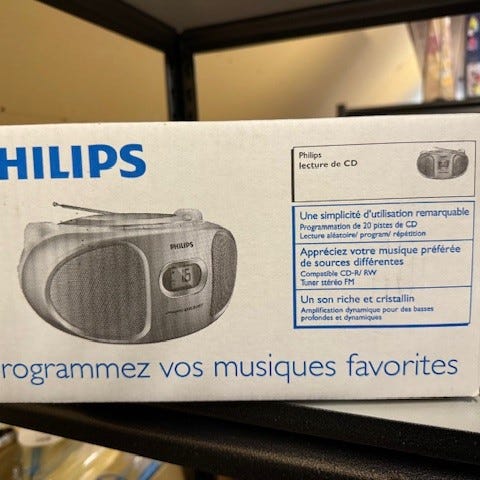 HILIPS
Philips
lecture de CD
Une simplicité d'utilisation remarquable
Programmation de 20 pistes de CD
Lecture aléatoire/ program/ répétition
Appréciez votre musique préférée
de sources différentes
Compatible CD-R/ RW
Tuner stéréo FM
Un son riche et cristallin
Amplification dynamique pour des basses
profondes et dynamiques
PHILIPS
rogrammez vos musiques favorites